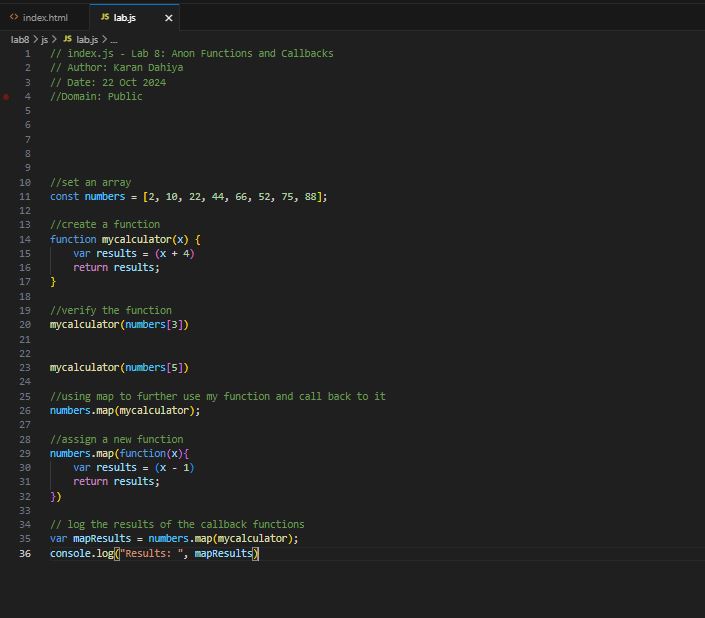 index.html JS lab.js
lab8 > js > JS lab.js > ...
1 // index.js - Lab 8: Anon Functions and Callbacks
2 // Author: Karan Dahiya
3 // Date: 22 Oct 2024
4 //Domain: Public
5
6
7
8
9
10 //set an array
11 const numbers = [2, 10, 22, 44, 66, 52, 75, 88];
12
13 //create a function
14 function mycalculator(x) {
15 var results = (x + 4)
16 return results;
17 }
18
19 //verify the function
20 mycalculator(numbers[3])
21
22
23 mycalculator(numbers[5])
24
25 //using map to further use my function and call back to it
26 numbers.map(mycalculator);
27
28 //assign a new function
29 numbers.map(function(x){
30 var results = (x - 1)
31 return results;
32 })
33
34 // log the results of the callback functions
35 var mapResults = numbers.map(mycalculator);
36 console.log("Results: ", mapResults)